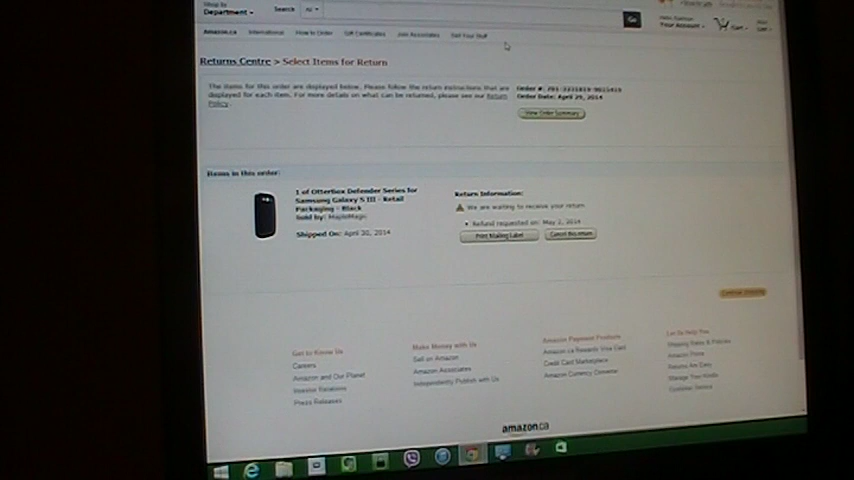 Shop by
Department
Search
Go
Your Account
Cart
Amazon.ca International How to Order Gift Certificates Join Associates Sell Your Stuff
Returns Centre > Select Items for Return
The items for this order are displayed below. Please follow the return instructions that are
displayed for each item. For more details on what can be returned, please see our Return
Policy.
Order #:
Order Date: April 29, 2014
View Order Summary
Items in this order:
1 of Otterbox Defender Series for
Samsung Galaxy S III - Retail
Packaging - Black
Sold by: MapleMagic
Shipped On: April 30, 2014
Return Information:
We are waiting to receive your return
• Refund requested on: May 2, 2014
Print Mailing Label
Cancel this return
Continue Shopping
Get to Know Us
Careers
Amazon and Our Planet
Investor Relations
Press Releases
Make Money with Us
Sell on Amazon
Amazon Associates
Independently Publish with Us
Amazon Payment Products
Amazon.ca Rewards Visa Card
Credit Card Marketplace
Amazon Currency Converter
Let Us Help You
Shipping Rates & Policies
Amazon Prime
Returns Are Easy
Manage Your Kindle
Customer Service
amazon.ca